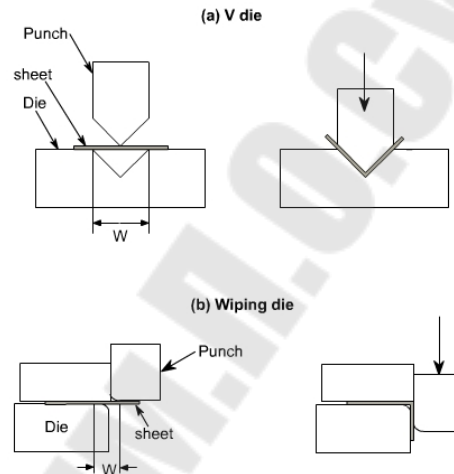 (a) V die
Punch
sheet
Die
W
(b) Wiping die
Punch
Die
sheet
W